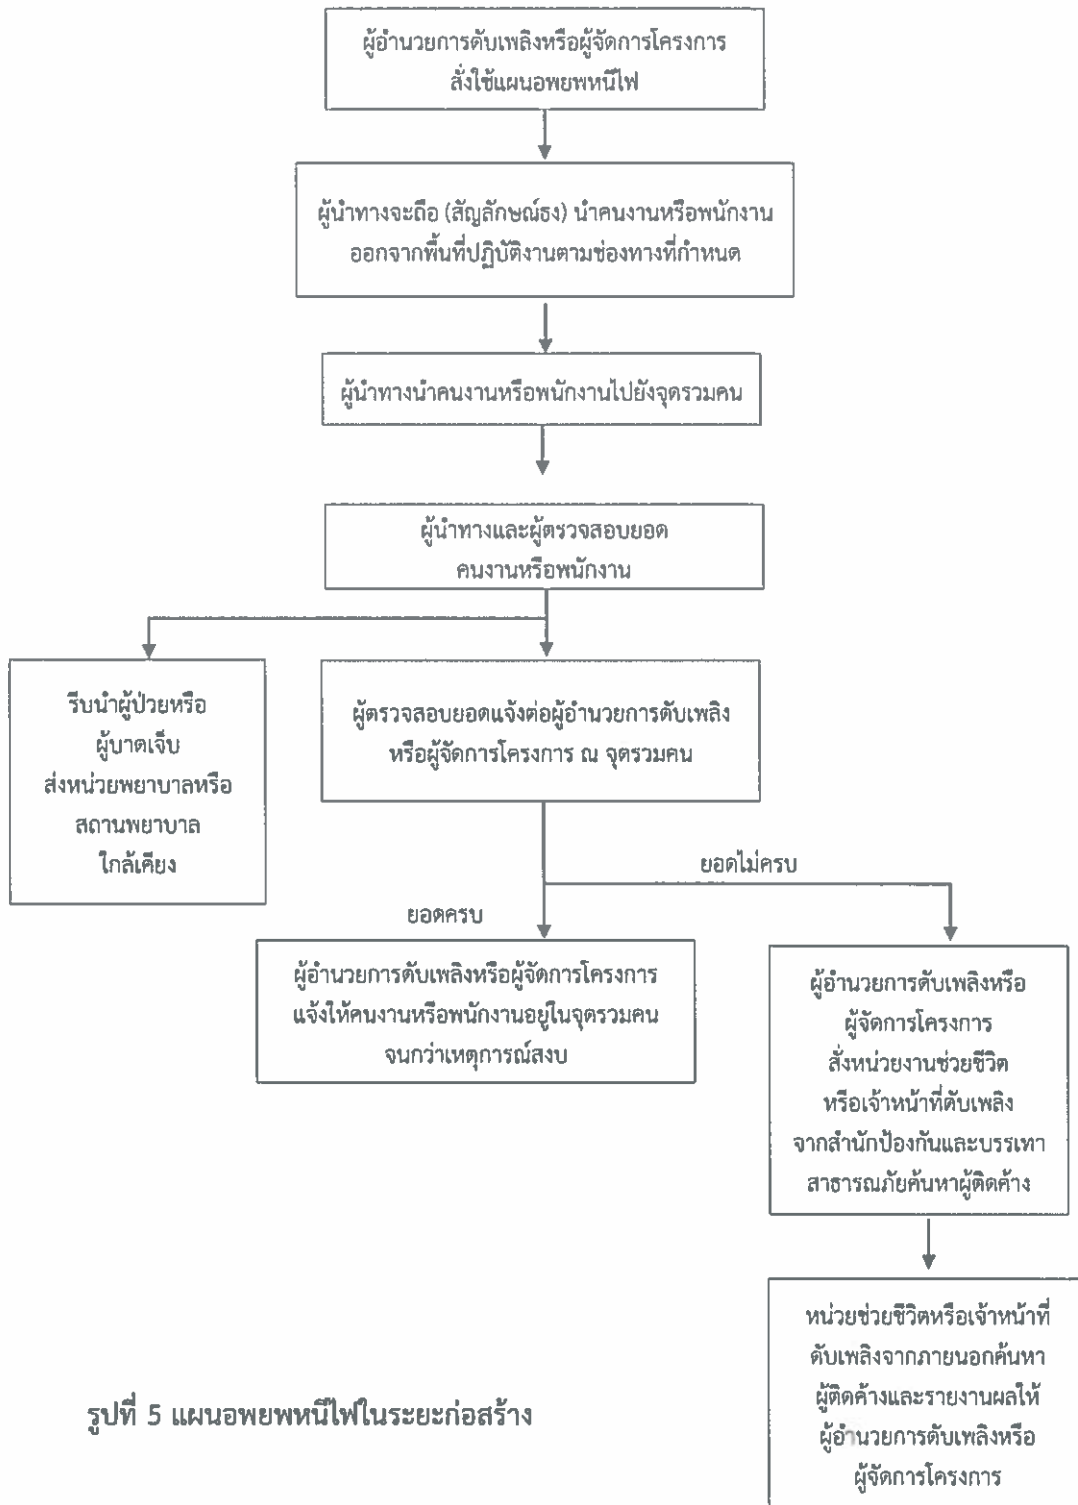 ผู้อำนวยการดับเพลิงหรือผู้จัดการโครงการ
สั่งใช้แผนอพยพหนีไฟ
ผู้นำทางจะถือ (สัญลักษณ์ธง) นำคนงานหรือพนักงาน
ออกจากพื้นที่ปฏิบัติงานตามช่องทางที่กำหนด
ผู้นำทางนำคนงานหรือพนักงานไปยังจุดรวมคน
ผู้นำทางและผู้ตรวจสอบยอด
คนงานหรือพนักงาน
รีบนำผู้ป่วยหรือ
ผู้บาดเจ็บ
ส่งหน่วยพยาบาลหรือ
สถานพยาบาล
ใกล้เคียง
ผู้ตรวจสอบยอดแจ้งต่อผู้อำนวยการดับเพลิง
หรือผู้จัดการโครงการ ณ จุดรวมคน
ยอดไม่ครบ
ยอดครบ
ผู้อำนวยการดับเพลิงหรือผู้จัดการโครงการ
แจ้งให้คนงานหรือพนักงานอยู่ในจุดรวมคน
จนกว่าเหตุการณ์สงบ
ผู้อำนวยการดับเพลิงหรือ
ผู้จัดการโครงการ
สั่งหน่วยงานช่วยชีวิต
หรือเจ้าหน้าที่ดับเพลิง
จากสำนักป้องกันและบรรเทา
สาธารณภัยค้นหาผู้ติดค้าง
หน่วยช่วยชีวิตหรือเจ้าหน้าที่
ดับเพลิงจากภายนอกค้นหา
ผู้ติดค้างและรายงานผลให้
ผู้อำนวยการดับเพลิงหรือ
ผู้จัดการโครงการ
รูปที่ 5 แผนอพยพหนีไฟในระยะก่อสร้าง